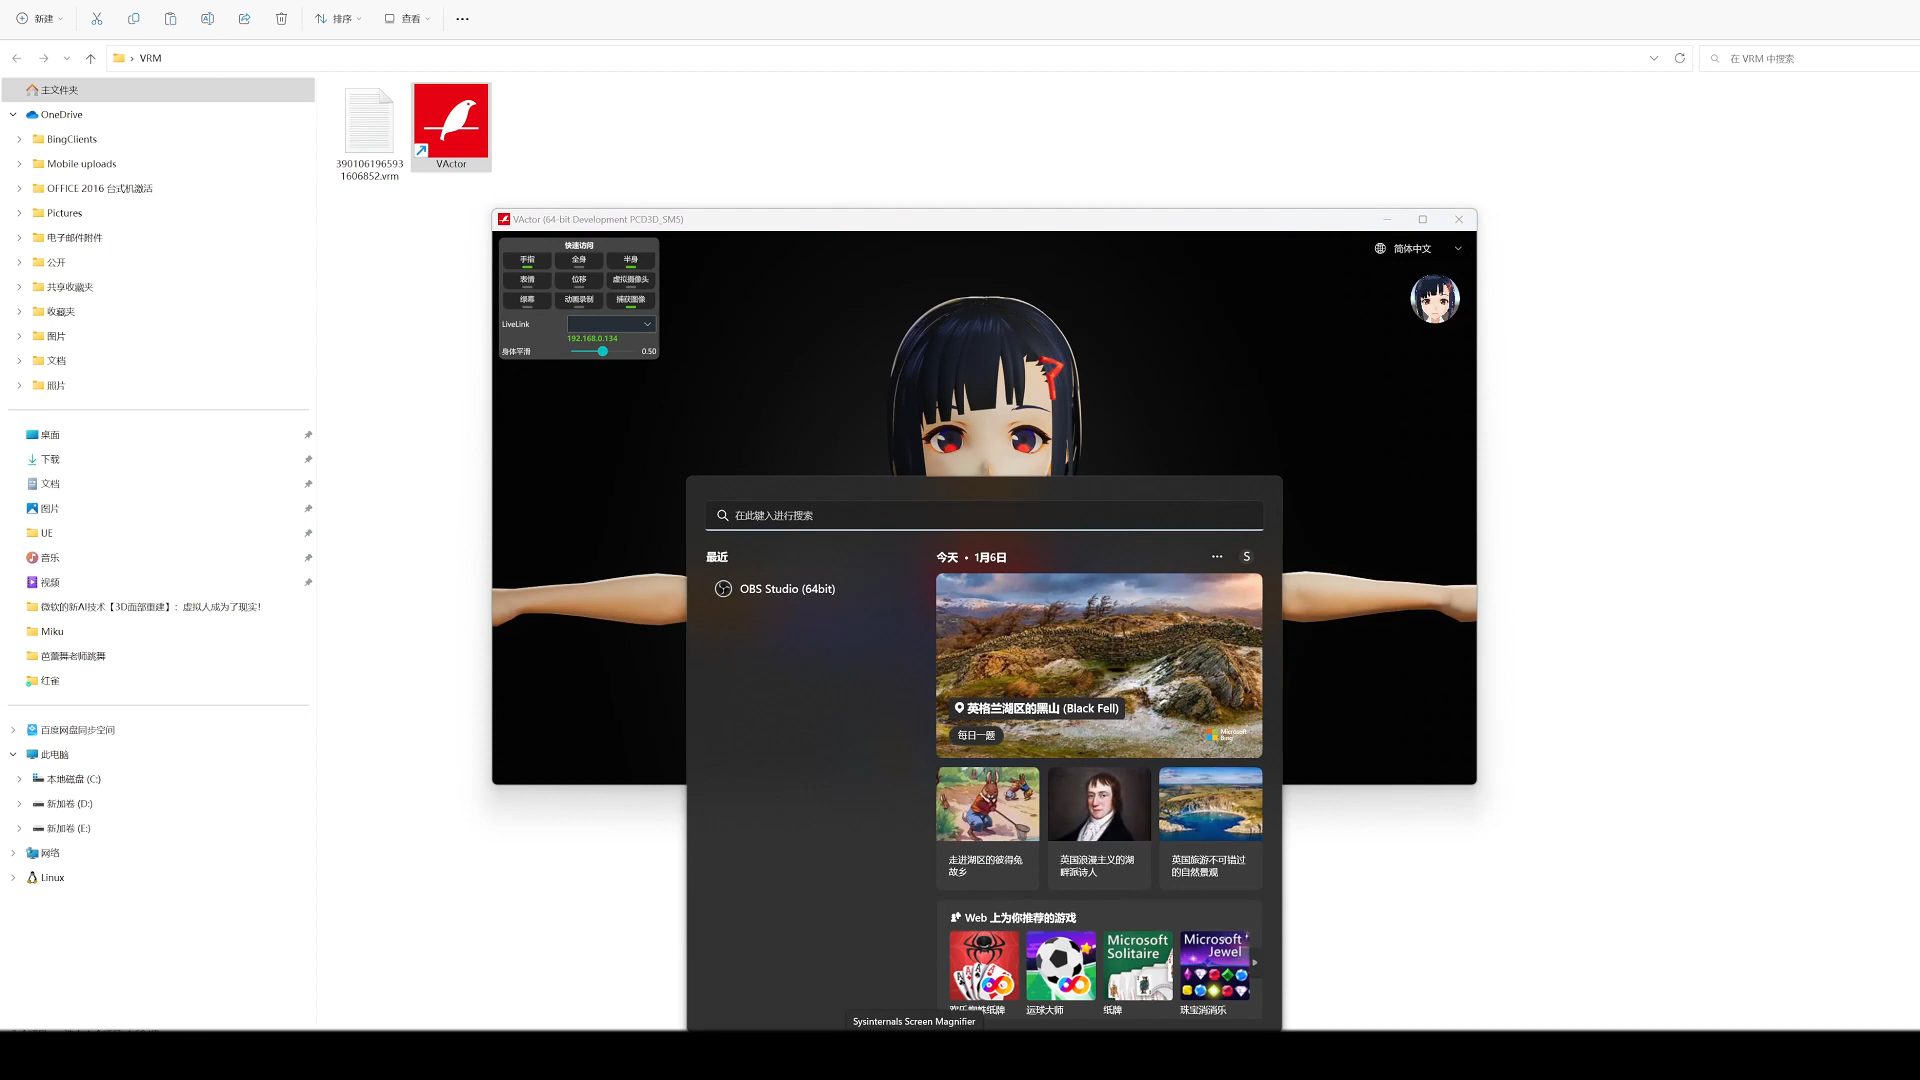 新建
排序
查看
VRM
在 VRM 中搜索
主文件夹
OneDrive
BingClients
Mobile uploads
OFFICE 2016 台式机激活
Pictures
电子邮件附件
公开
共享收藏夹
收藏夹
图片
文档
照片
桌面
下载
文档
图片
UE
音乐
视频
微软的新AI技术【3D面部重建】：虚拟人成为了现实！
Miku
芭蕾舞老师跳舞
红雀
百度网盘同步空间
此电脑
本地磁盘 (C:)
新加卷 (D:)
新加卷 (E:)
网络
Linux
390106196593
1606852.vrm
VActor
VActor (64-bit Development PCD3D_SM5)
快速访问
手指 全身 半身
表情 位移 虚拟摄像头
绿幕 动画录制 捕获图像
LiveLink
192.168.0.134
身体平滑 0.50
简体中文
在此键入进行搜索
最近
OBS Studio (64bit)
今天 • 1月6日
S
英格兰湖区的黑山 (Black Fell)
每日一题
Microsoft
Bing
走进湖区的彼得兔
故乡
英国浪漫主义的湖
畔派诗人
英国旅游不可错过
的自然景观
Web 上为你推荐的游戏
Microsoft
Solitaire
Microsoft
Jewel
蜘蛛纸牌
运球大师
纸牌
珠宝消消乐
Sysinternals Screen Magnifier